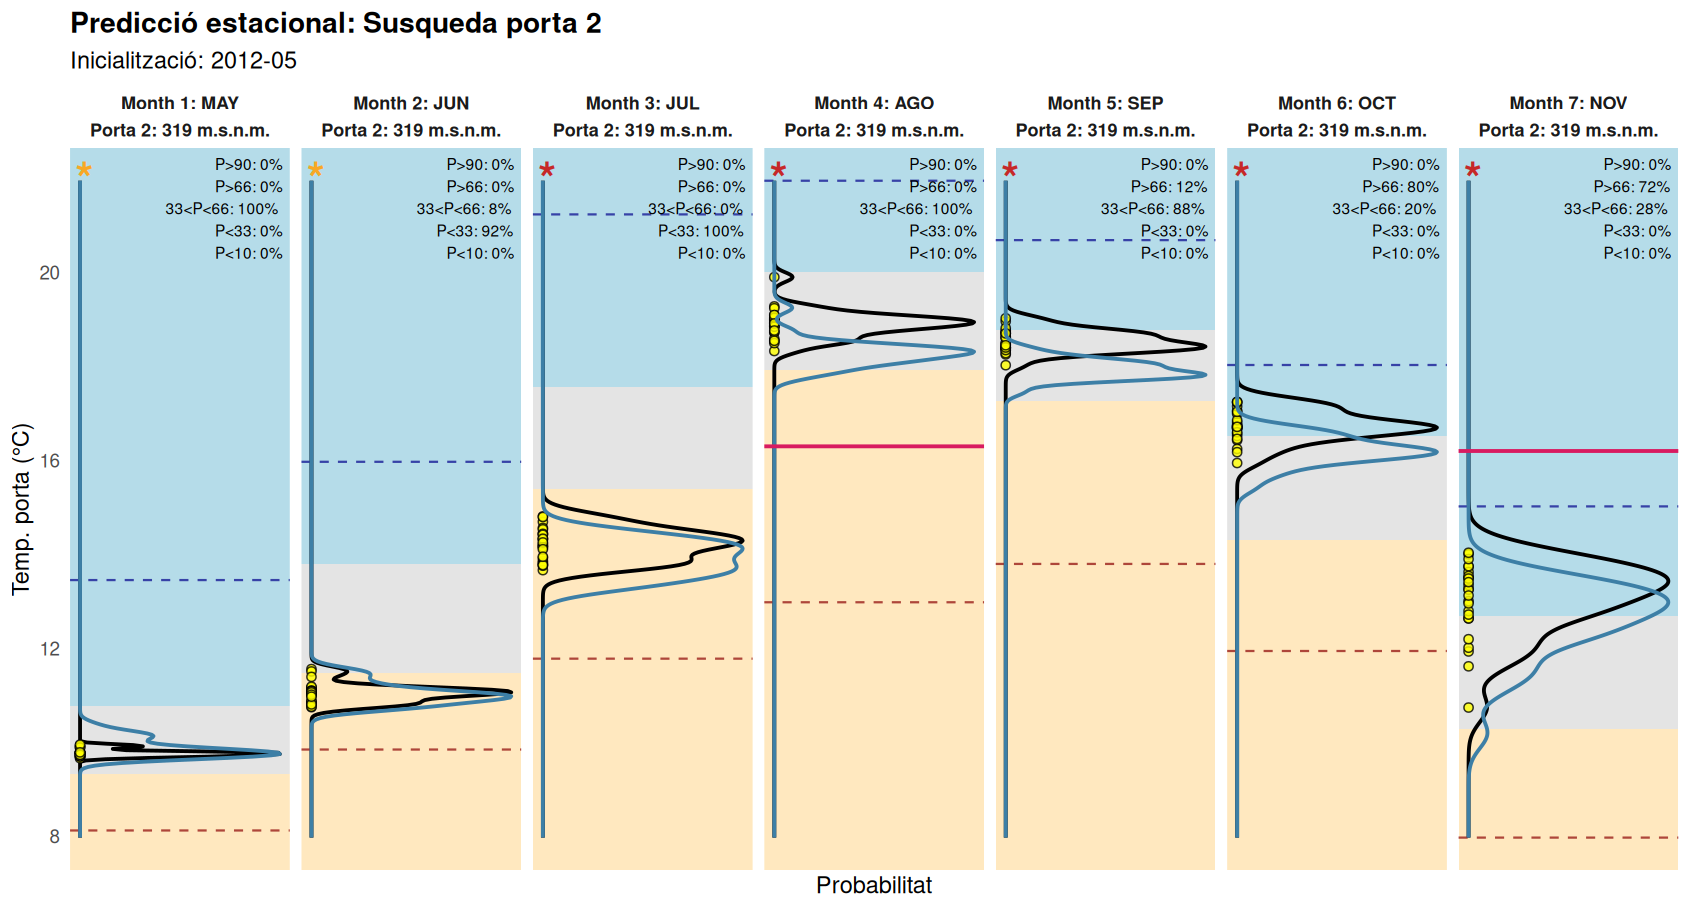 Predicció estacional: Susqueda porta 2
Inicialització: 2012-05
Month 1: MAY
Porta 2: 319 m.s.n.m.
Month 2: JUN
Porta 2: 319 m.s.n.m.
Month 3: JUL
Porta 2: 319 m.s.n.m.
Month 4: AGO
Porta 2: 319 m.s.n.m.
Month 5: SEP
Porta 2: 319 m.s.n.m.
Month 6: OCT
Porta 2: 319 m.s.n.m.
Month 7: NOV
Porta 2: 319 m.s.n.m.
*
P>90: 0%
P>66: 0%
33<P<66: 100%
P<33: 0%
P<10: 0%
*
P>90: 0%
P>66: 0%
33<P<66: 8%
P<33: 92%
P<10: 0%
*
P>90: 0%
P>66: 0%
33<P<66: 0%
P<33: 100%
P<10: 0%
*
P>90: 0%
P>66: 0%
33<P<66: 100%
P<33: 0%
P<10: 0%
*
P>90: 0%
P>66: 12%
33<P<66: 88%
P<33: 0%
P<10: 0%
*
P>90: 0%
P>66: 80%
33<P<66: 20%
P<33: 0%
P<10: 0%
*
P>90: 0%
P>66: 72%
33<P<66: 28%
P<33: 0%
P<10: 0%
20
16
12
8
Temp. porta (°C)
Probabilitat